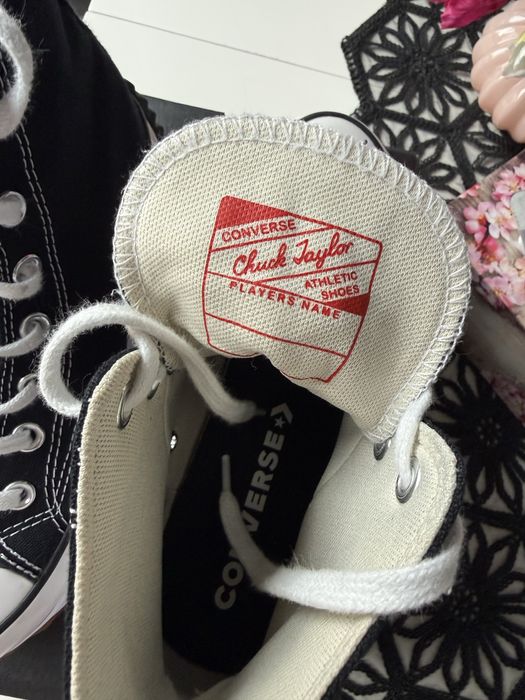 CONVERSE
Chuck Taylor
ATHLETIC
SHOES
PLAYERS NAME
CONVERSE